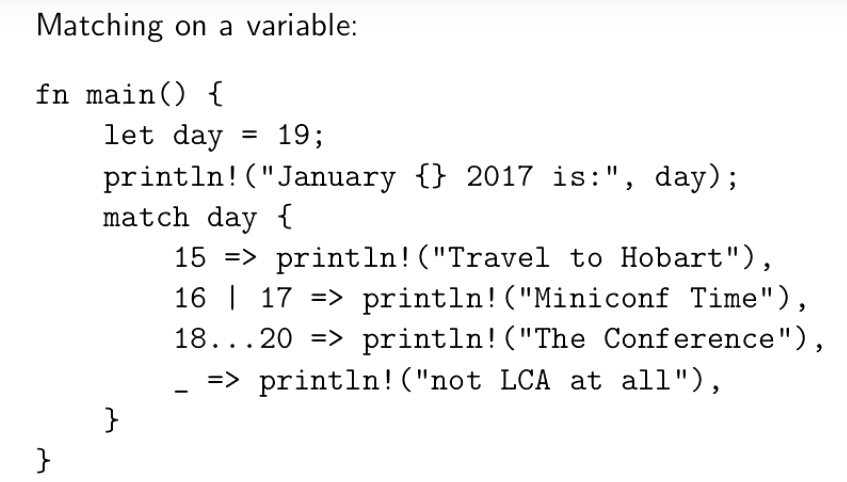 Matching on a variable:
fn main() {
    let day = 19;
    println!("January {} 2017 is:", day);
    match day {
        15 => println!("Travel to Hobart"),
        16 | 17 => println!("Miniconf Time"),
        18...20 => println!("The Conference"),
        _ => println!("not LCA at all"),
    }
}